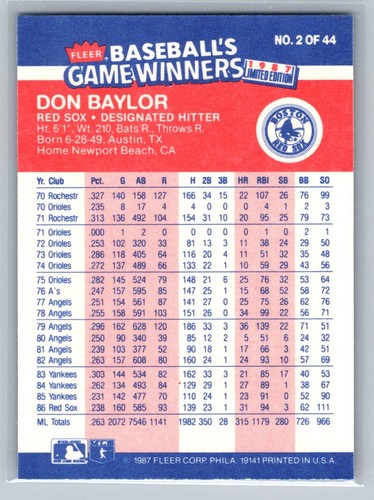 FLEER BASEBALL'S GAME WINNERS
1987 LIMITED EDITION
NO. 2 OF 44
DON BAYLOR
RED SOX • DESIGNATED HITTER
Ht. 6'1", Wt. 210, Bats R., Throws R.
Born 6-28-49, Austin, TX
Home Newport Beach, CA
BOSTON RED SOX
Yr. Club Pct. G AB R H 2B 3B HR RBI SB BB SO
70 Rochestr .327 140 508 127 166 34 15 22 107 26 76 99
70 Orioles .235 8 17 4 4 0 0 0 4 1 2 3
71 Rochestr .313 136 492 104 154 31 10 20 95 25 79 73
71 Orioles .000 1 2 0 0 0 0 0 1 0 2 1
72 Orioles .253 102 320 33 81 13 3 11 38 24 29 50
73 Orioles .286 118 405 64 116 20 4 11 51 32 35 48
74 Orioles .272 137 489 66 133 22 1 10 59 29 43 56
75 Orioles .282 145 524 79 148 21 6 25 76 32 53 64
76 A's .247 157 595 85 147 25 1 15 68 52 58 72
77 Angels .251 154 561 87 141 27 0 25 75 26 62 76
78 Angels .255 158 591 103 151 26 0 34 99 22 56 71
79 Angels .296 162 628 120 186 33 3 36 139 22 71 51
80 Angels .250 90 340 39 85 12 2 5 51 6 24 32
81 Angels .239 103 377 52 90 18 1 17 66 3 42 51
82 Angels .263 157 608 80 160 24 1 24 93 10 57 69
83 Yankees .303 144 534 82 162 33 3 21 85 17 40 53
84 Yankees .262 134 493 84 129 29 1 27 89 1 38 67
85 Yankees .231 142 477 70 110 24 1 23 91 0 52 90
86 Red Sox .238 160 585 93 139 23 1 31 94 3 62 111
ML Totals .263 2072 7546 1141 1982 350 28 315 1179 280 726 966
© 1987 FLEER CORP. PHILA. 19141 PRINTED IN U.S.A.